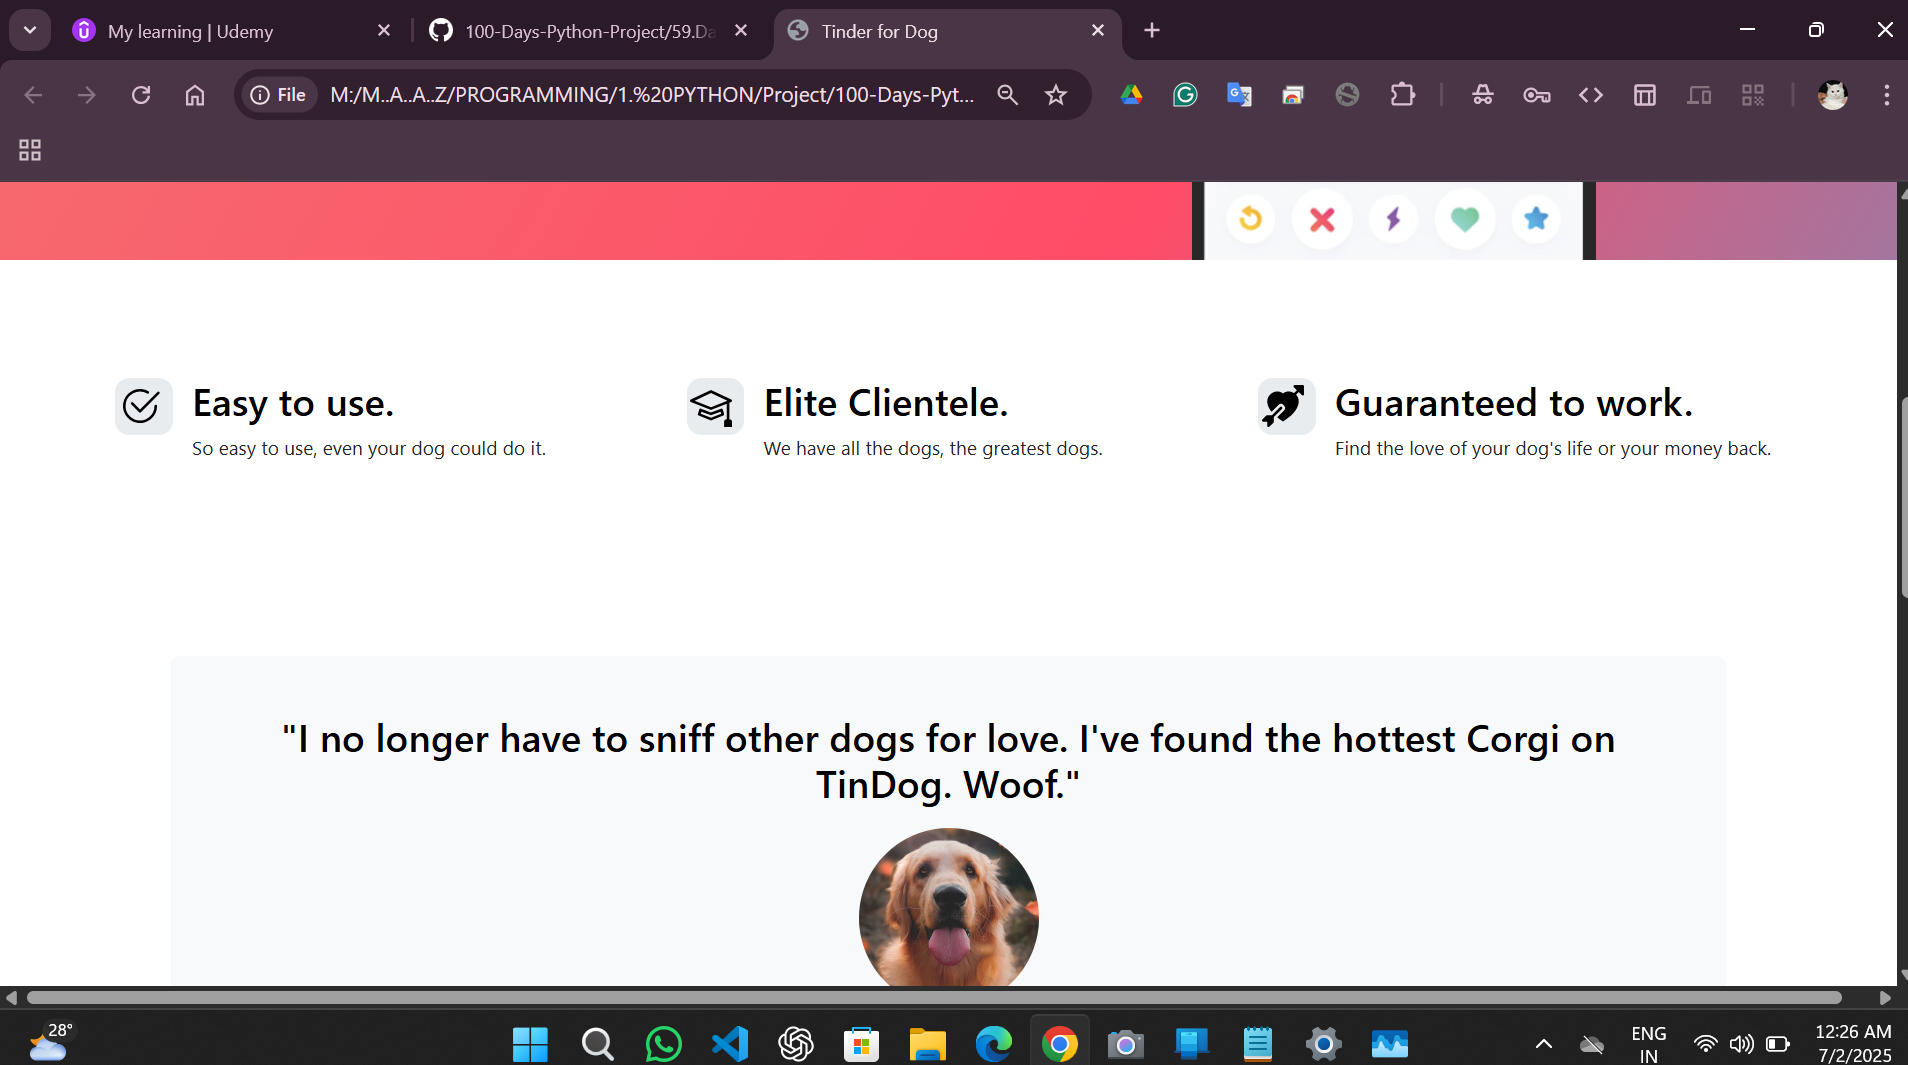 My learning | Udemy
100-Days-Python-Project/59.Da
Tinder for Dog
File
M:/M..A..A..Z/PROGRAMMING/1.%20PYTHON/Project/100-Days-Pyt...
Easy to use.
So easy to use, even your dog could do it.
Elite Clientele.
We have all the dogs, the greatest dogs.
Guaranteed to work.
Find the love of your dog's life or your money back.
"I no longer have to sniff other dogs for love. I've found the hottest Corgi on
TinDog. Woof."
28°
ENG
IN
12:26 AM
7/2/2025